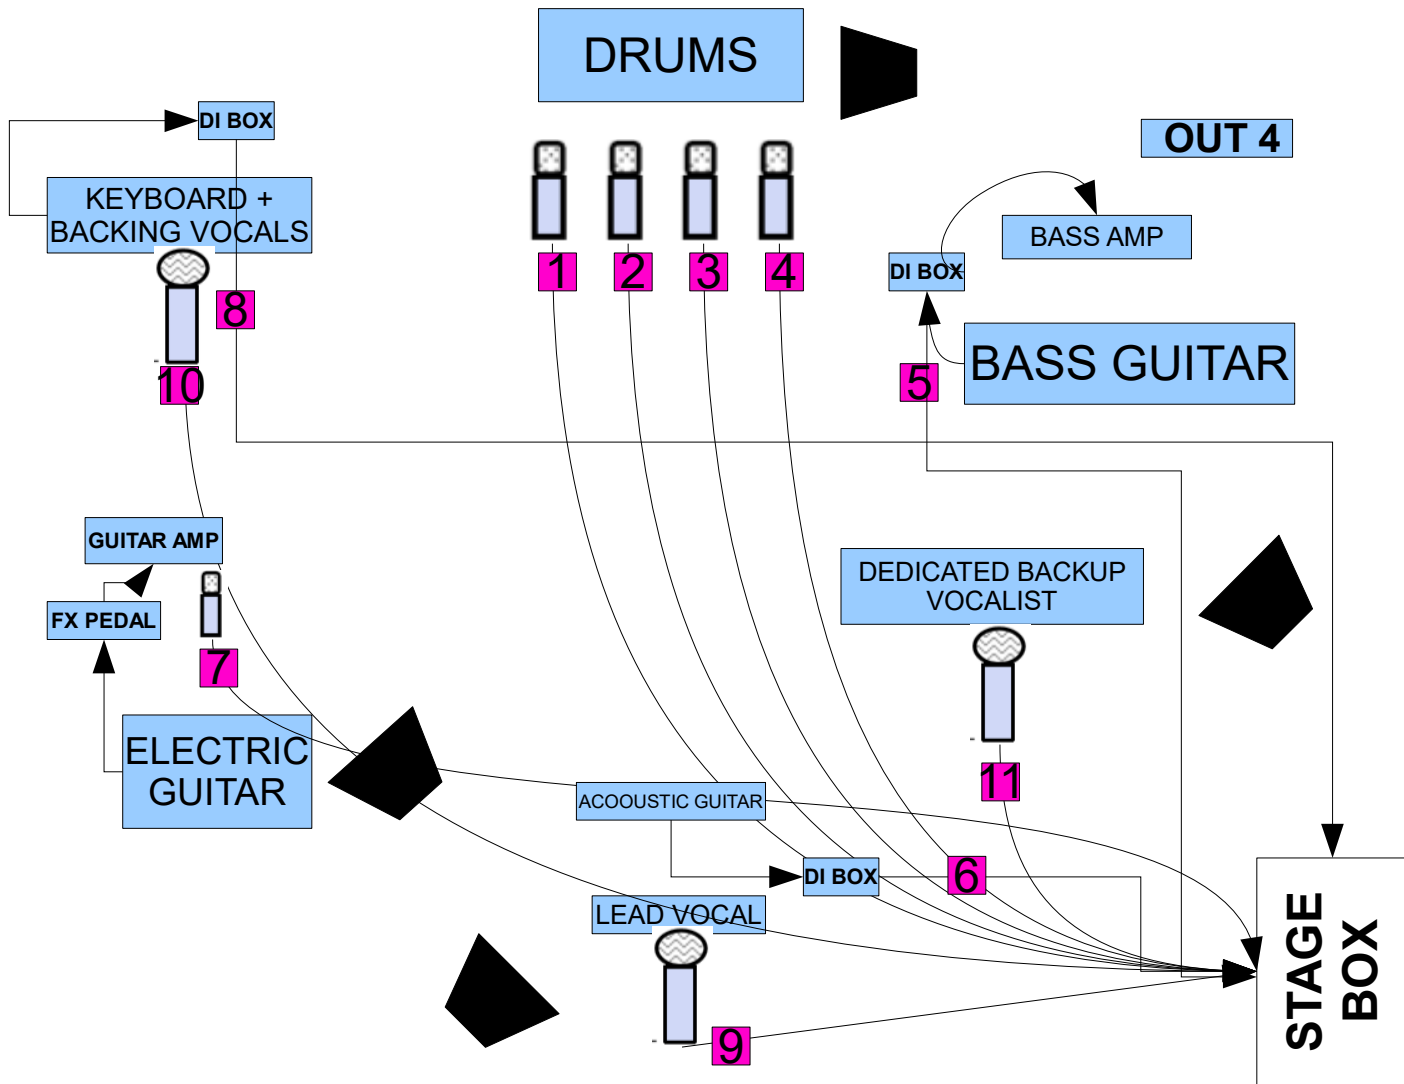 DRUMS
DI BOX
OUT 4
KEYBOARD +
BACKING VOCALS
BASS AMP
1
2
3
4
DI BOX
8
BASS GUITAR
10
5
GUITAR AMP
DEDICATED BACKUP
VOCALIST
FX PEDAL
7
ELECTRIC
GUITAR
11
ACOOUSTIC GUITAR
DI BOX
6
LEAD VOCAL
STAGE
BOX
9